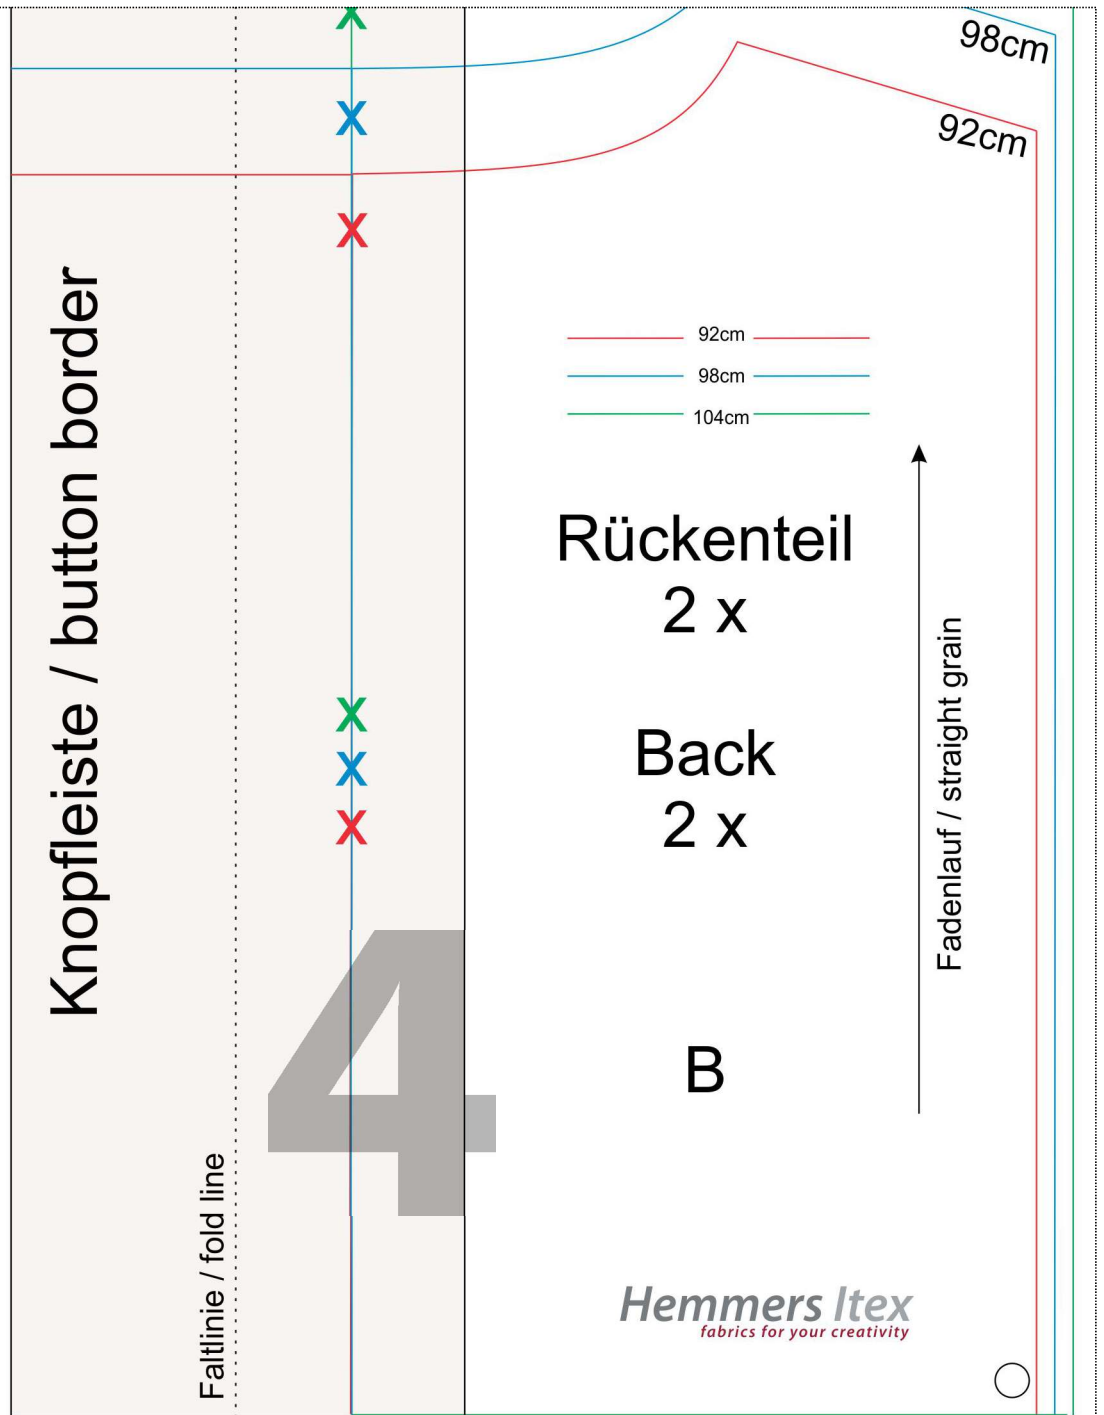 X
98cm
X
92cm
X
Knopfleiste / button border
92cm
98cm
104cm
Rückenteil
2 x
Fadenlauf / straight grain
X
Back
X
2 x
X
4
B
Faltlinie / fold line
Hemmers Itex
fabrics for your creativity